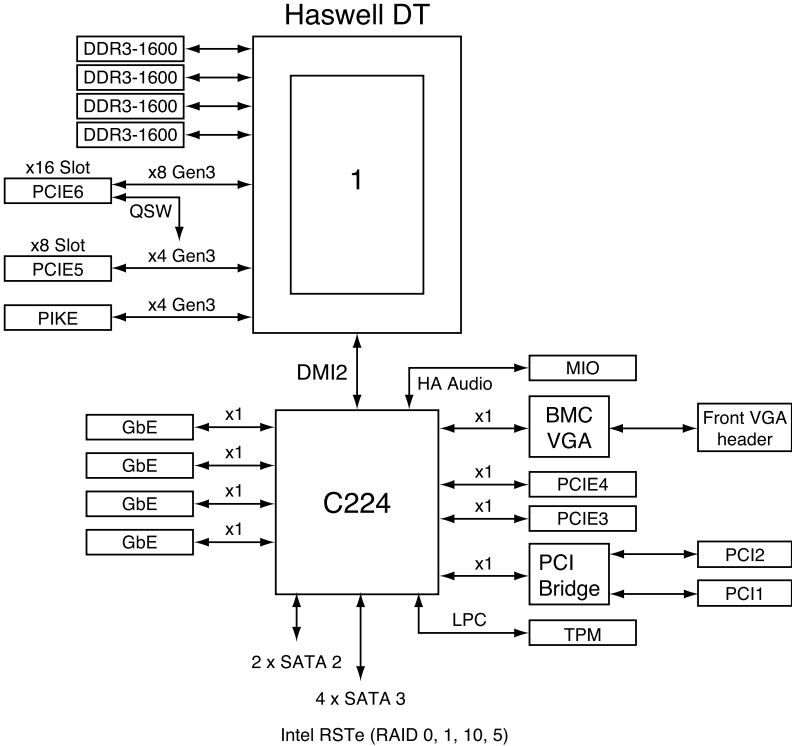 Haswell DT
DDR3-1600
DDR3-1600
DDR3-1600
DDR3-1600
1
x16 Slot
x8 Gen3
PCIE6
QSW
x8 Slot
x4 Gen3
PCIE5
x4 Gen3
PIKE
DMI2
MIO
HA Audio
x1
GbE
x1
GbE
x1
GbE
x1
GbE
C224
x1
BMC
VGA
Front VGA
header
x1
PCIE4
x1
PCIE3
x1
PCI
Bridge
PCI2
PCI1
LPC
TPM
2 x SATA 2
4 x SATA 3
Intel RSTe (RAID 0, 1, 10, 5)